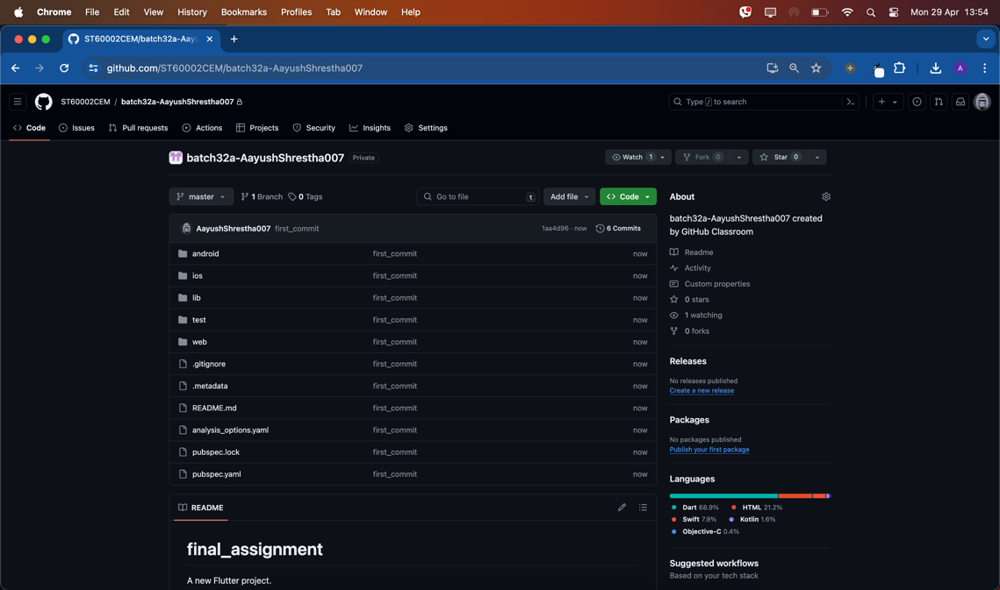 Chrome File Edit View History Bookmarks Profiles Tab Window Help Mon 29 Apr 13:54
ST60002CEM/batch32a-Aayu
github.com/ST60002CEM/batch32a-AayushShrestha007 A
ST60002CEM / batch32a-AayushShrestha007 Type / to search
Code Issues Pull requests Actions Projects Security Insights Settings
batch32a-AayushShrestha007 Private Watch 1 Fork 0 Star 0
master 1 Branch 0 Tags Go to file t Add file Code
AayushShrestha007 first_commit 1aa4d96 · now 6 Commits
android first_commit now
ios first_commit now
lib first_commit now
test first_commit now
web first_commit now
.gitignore first_commit now
.metadata first_commit now
README.md first_commit now
analysis_options.yaml first_commit now
pubspec.lock first_commit now
pubspec.yaml first_commit now
README
final_assignment
A new Flutter project.
About
batch32a-AayushShrestha007 created
by GitHub Classroom
Readme
Activity
Custom properties
0 stars
1 watching
0 forks
Releases
No releases published
Create a new release
Packages
No packages published
Publish your first package
Languages
Dart 68.9% HTML 21.2%
Swift 7.9% Kotlin 1.6%
Objective-C 0.4%
Suggested workflows
Based on your tech stack